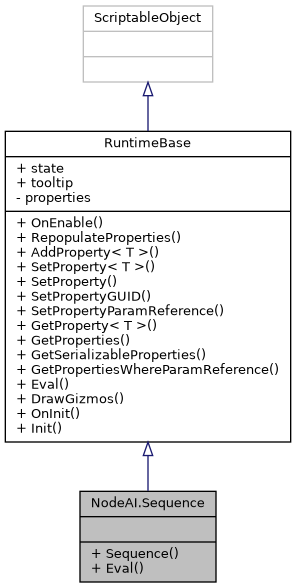 ScriptableObject
RuntimeBase
+ state
+ tooltip
- properties
+ OnEnable()
+ RepopulateProperties()
+ AddProperty< T >()
+ SetProperty< T >()
+ SetProperty()
+ SetPropertyGUID()
+ SetPropertyParamReference()
+ GetProperty< T >()
+ GetProperties()
+ GetSerializableProperties()
+ GetPropertiesWhereParamReference()
+ Eval()
+ DrawGizmos()
+ OnInit()
+ Init()
NodeAI.Sequence
+ Sequence()
+ Eval()